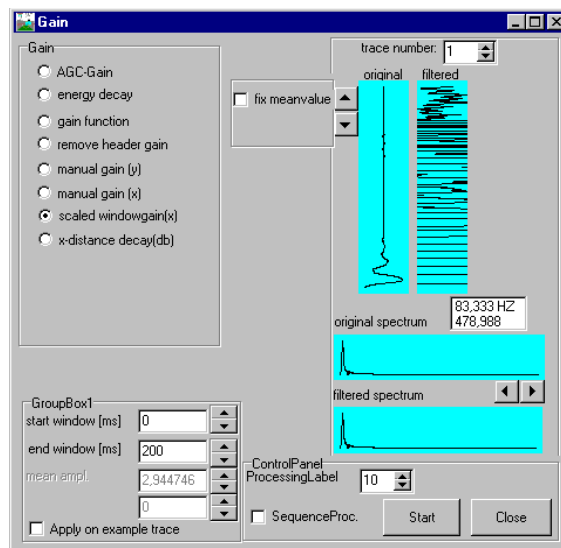 Gain
Gain
AGC-Gain
energy decay
gain function
remove header gain
manual gain (y)
manual gain (x)
scaled windowgain(x)
x-distance decay(db)
fix meanvalue
trace number: 1
original filtered
83,333 HZ
478,988
original spectrum
filtered spectrum
GroupBox1
start window [ms] 0
end window [ms] 200
mean ampl. 2,944746
0
Apply on example trace
ControlPanel
ProcessingLabel 10
SequenceProc. Start Close